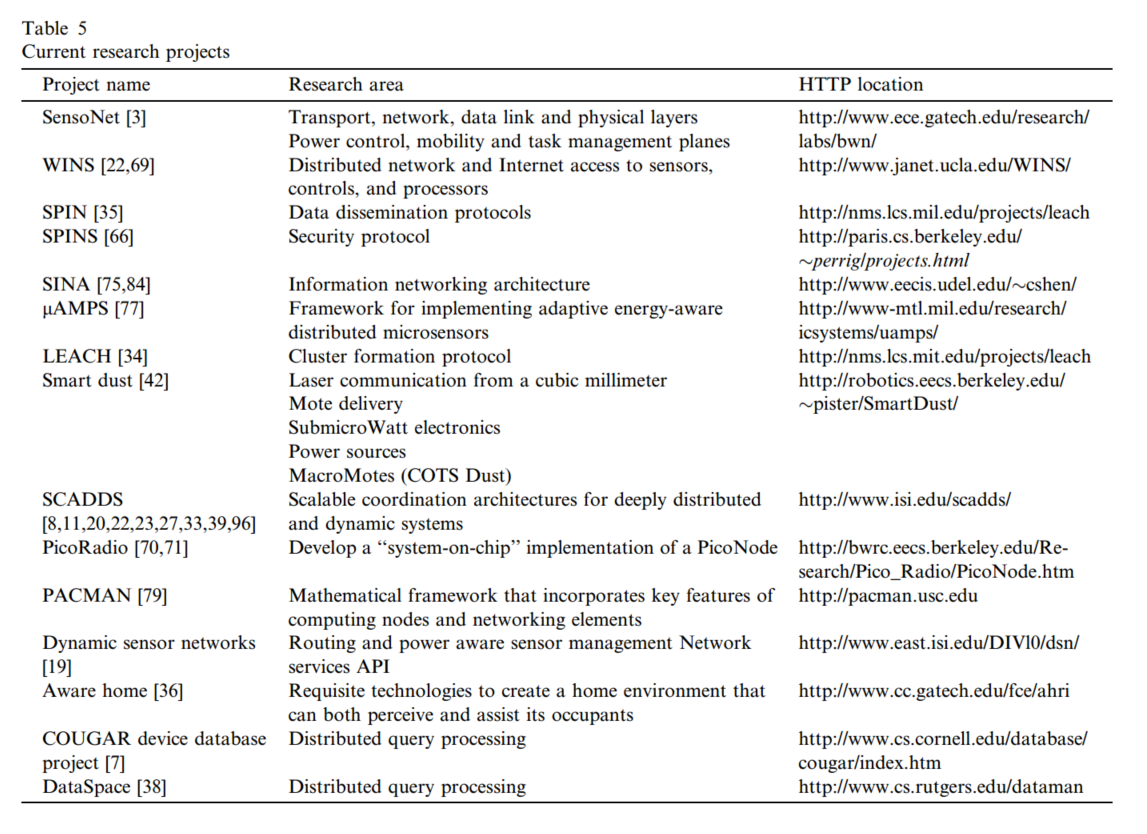 Table 5
Current research projects
Project name Research area HTTP location
SensoNet [3] Transport, network, data link and physical layers http://www.ece.gatech.edu/research/
Power control, mobility and task management planes labs/bwn/
WINS [22,69] Distributed network and Internet access to sensors, http://www.janet.ucla.edu/WINS/
controls, and processors
SPIN [35] Data dissemination protocols http://nms.lcs.mil.edu/projects/leach
SPINS [66] Security protocol http://paris.cs.berkeley.edu/
~perrig/projects.html
SINA [75,84] Information networking architecture http://www.eecis.udel.edu/~cshen/
μAMPS [77] Framework for implementing adaptive energy-aware http://www-mtl.mil.edu/research/
distributed microsensors icsystems/uamps/
LEACH [34] Cluster formation protocol http://nms.lcs.mit.edu/projects/leach
Smart dust [42] Laser communication from a cubic millimeter http://robotics.eecs.berkeley.edu/
Mote delivery ~pister/SmartDust/
SubmicroWatt electronics
Power sources
MacroMotes (COTS Dust)
SCADDS Scalable coordination architectures for deeply distributed http://www.isi.edu/scadds/
[8,11,20,22,23,27,33,39,96] and dynamic systems
PicoRadio [70,71] Develop a “system-on-chip” implementation of a PicoNode http://bwrc.eecs.berkeley.edu/Re-
search/Pico_Radio/PicoNode.htm
PACMAN [79] Mathematical framework that incorporates key features of http://pacman.usc.edu
computing nodes and networking elements
Dynamic sensor networks Routing and power aware sensor management Network http://www.east.isi.edu/DIVl0/dsn/
[19] services API
Aware home [36] Requisite technologies to create a home environment that http://www.cc.gatech.edu/fce/ahri
can both perceive and assist its occupants
COUGAR device database Distributed query processing http://www.cs.cornell.edu/database/
project [7] cougar/index.htm
DataSpace [38] Distributed query processing http://www.cs.rutgers.edu/dataman